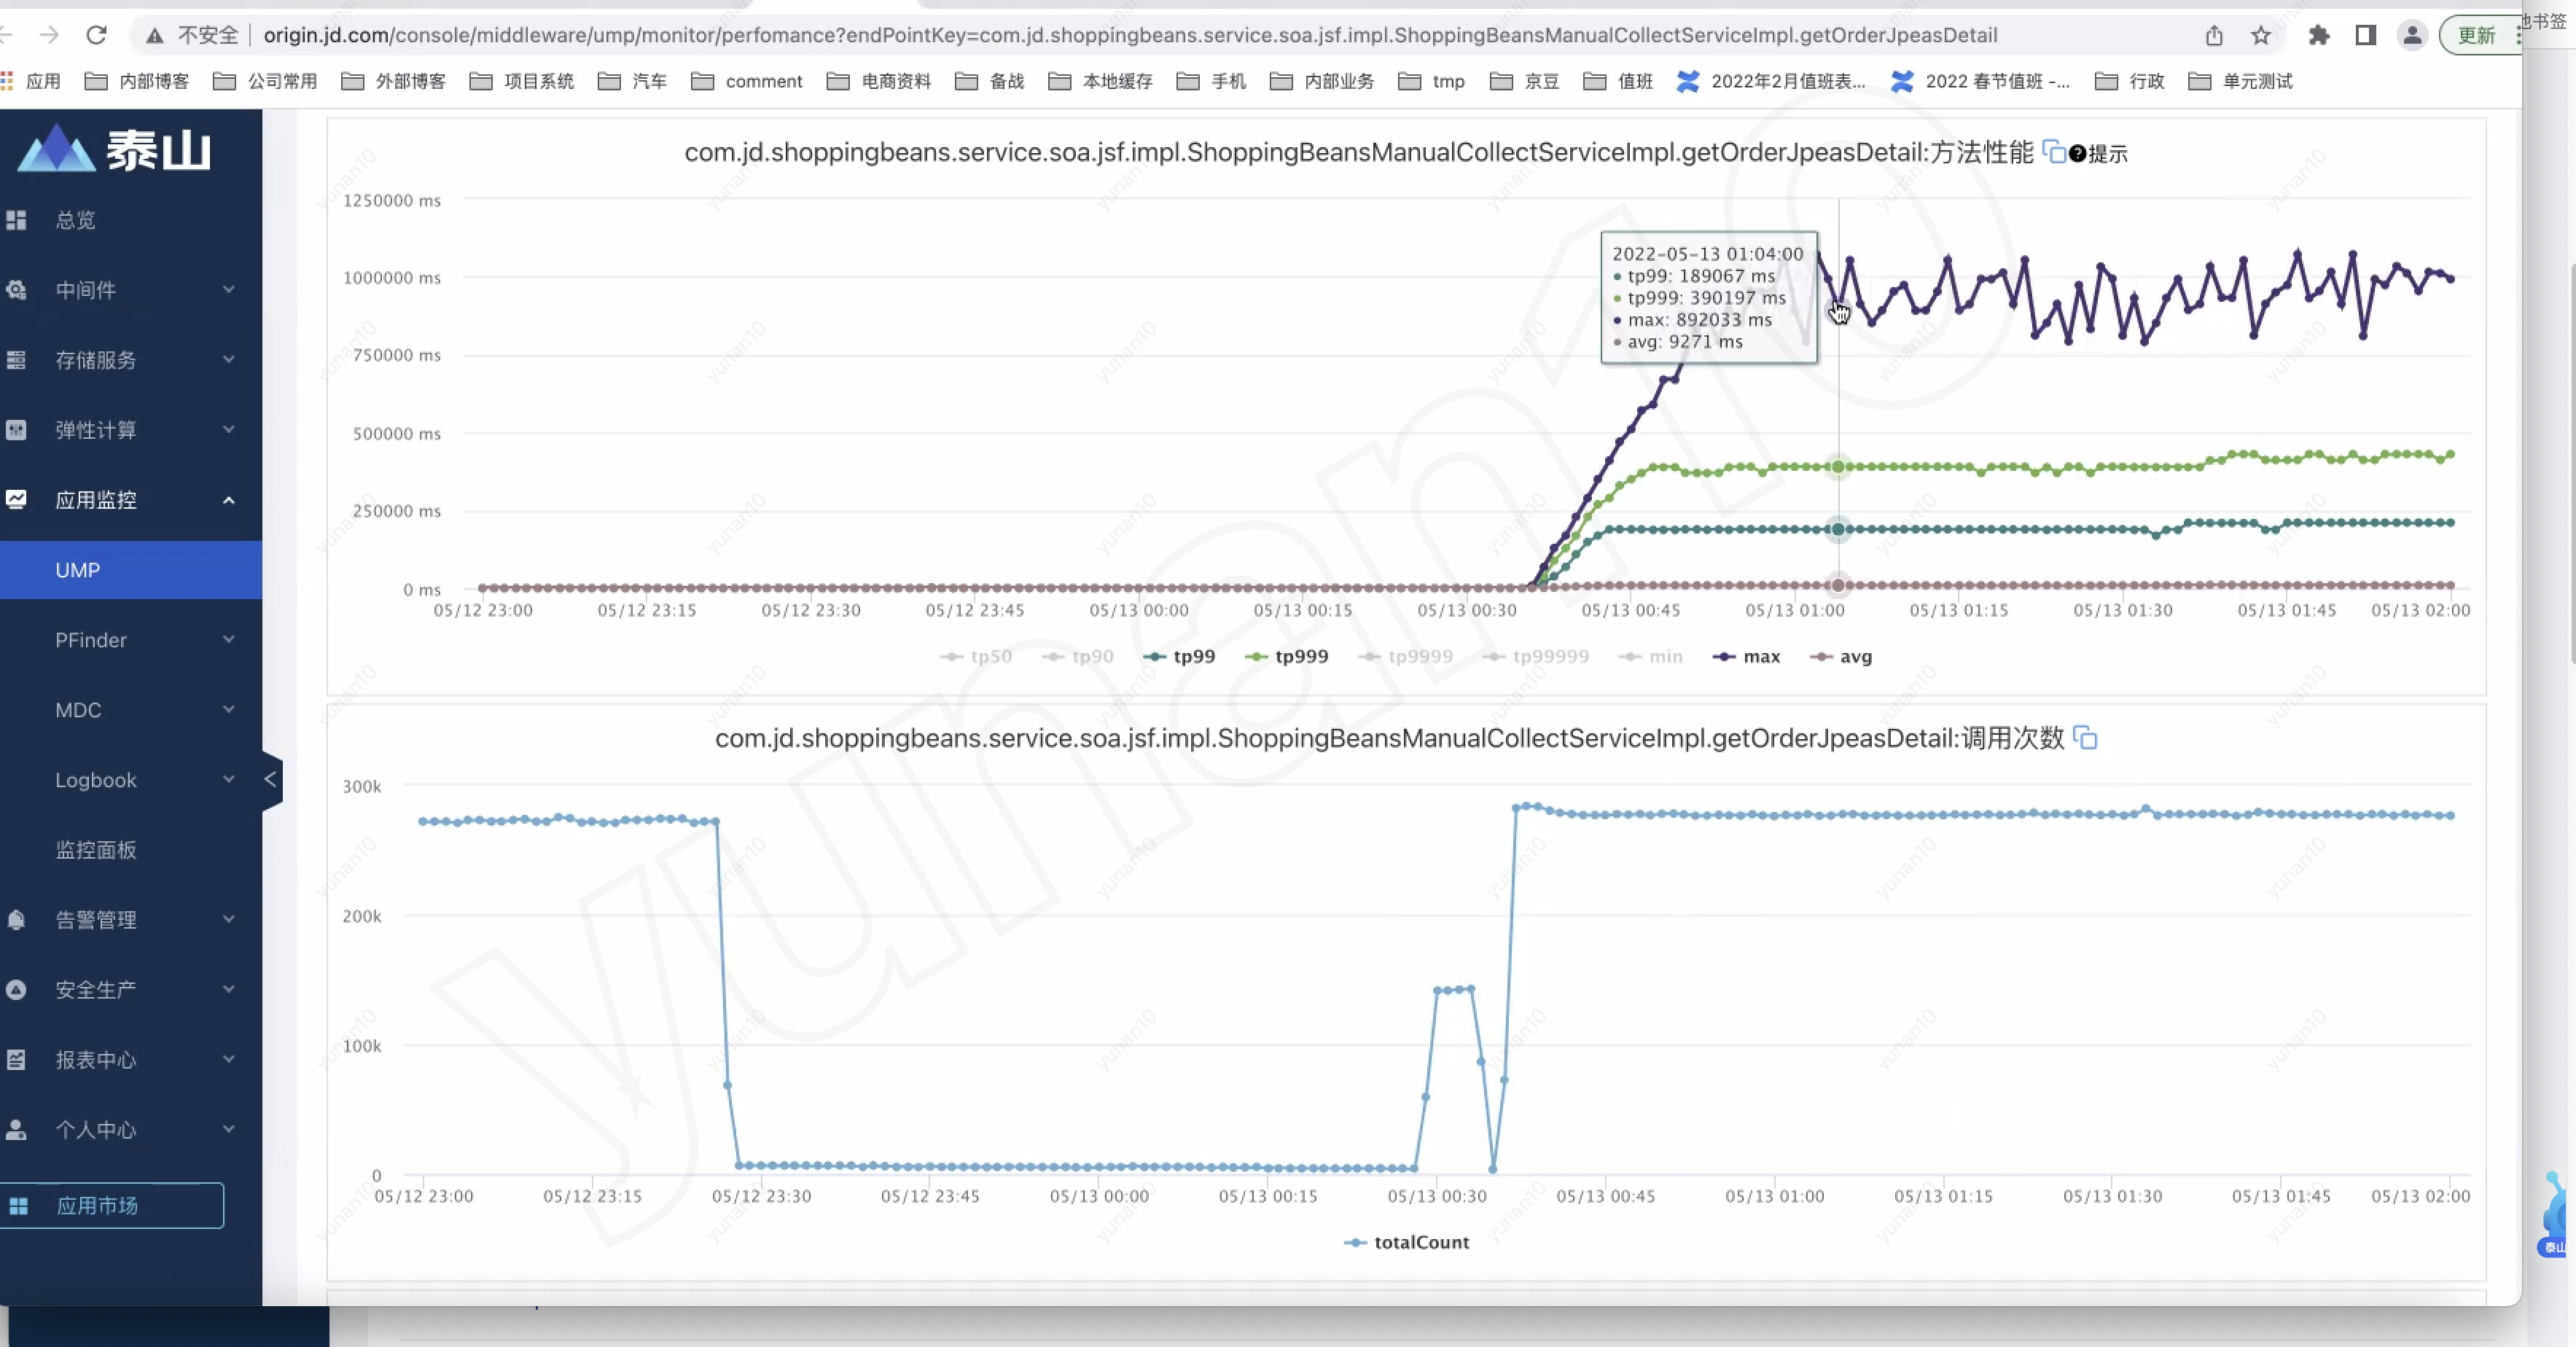 不安全 origin.jd.com/console/middleware/ump/monitor/perfomance?endPointKey=com.jd.shoppingbeans.service.soa.jsf.impl.ShoppingBeansManualCollectServiceImpl.getOrderJpeasDetail 更新
应用 内部博客 公司常用 外部博客 项目系统 汽车 comment 电商资料 备战 本地缓存 手机 内部业务 tmp 京豆 值班 2022年2月值班表... 2022 春节值班 -... 行政 单元测试
书签
泰山
总览
中间件
存储服务
弹性计算
应用监控
UMP
PFinder
MDC
Logbook
监控面板
告警管理
安全生产
报表中心
个人中心
应用市场
com.jd.shoppingbeans.service.soa.jsf.impl.ShoppingBeansManualCollectServiceImpl.getOrderJpeasDetail:方法性能 提示
1250000 ms
1000000 ms
750000 ms
500000 ms
250000 ms
0 ms
2022-05-13 01:04:00
tp99: 189067 ms
tp999: 390197 ms
max: 892033 ms
avg: 9271 ms
05/12 23:00 05/12 23:15 05/12 23:30 05/12 23:45 05/13 00:00 05/13 00:15 05/13 00:30 05/13 00:45 05/13 01:00 05/13 01:15 05/13 01:30 05/13 01:45 05/13 02:00
tp50 tp90 tp99 tp999 tp9999 tp99999 min max avg
com.jd.shoppingbeans.service.soa.jsf.impl.ShoppingBeansManualCollectServiceImpl.getOrderJpeasDetail:调用次数
300k
200k
100k
0
05/12 23:00 05/12 23:15 05/12 23:30 05/12 23:45 05/13 00:00 05/13 00:15 05/13 00:30 05/13 00:45 05/13 01:00 05/13 01:15 05/13 01:30 05/13 01:45 05/13 02:00
totalCount
泰山
yunan10